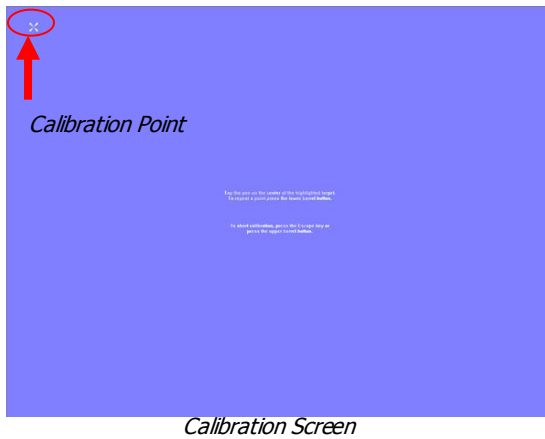 Calibration Point
Tap the pen on the center of the highlighted target.
To repeat a point press the lower barrel button.
To abort calibration, press the Escape key or
press the upper barrel button.
Calibration Screen